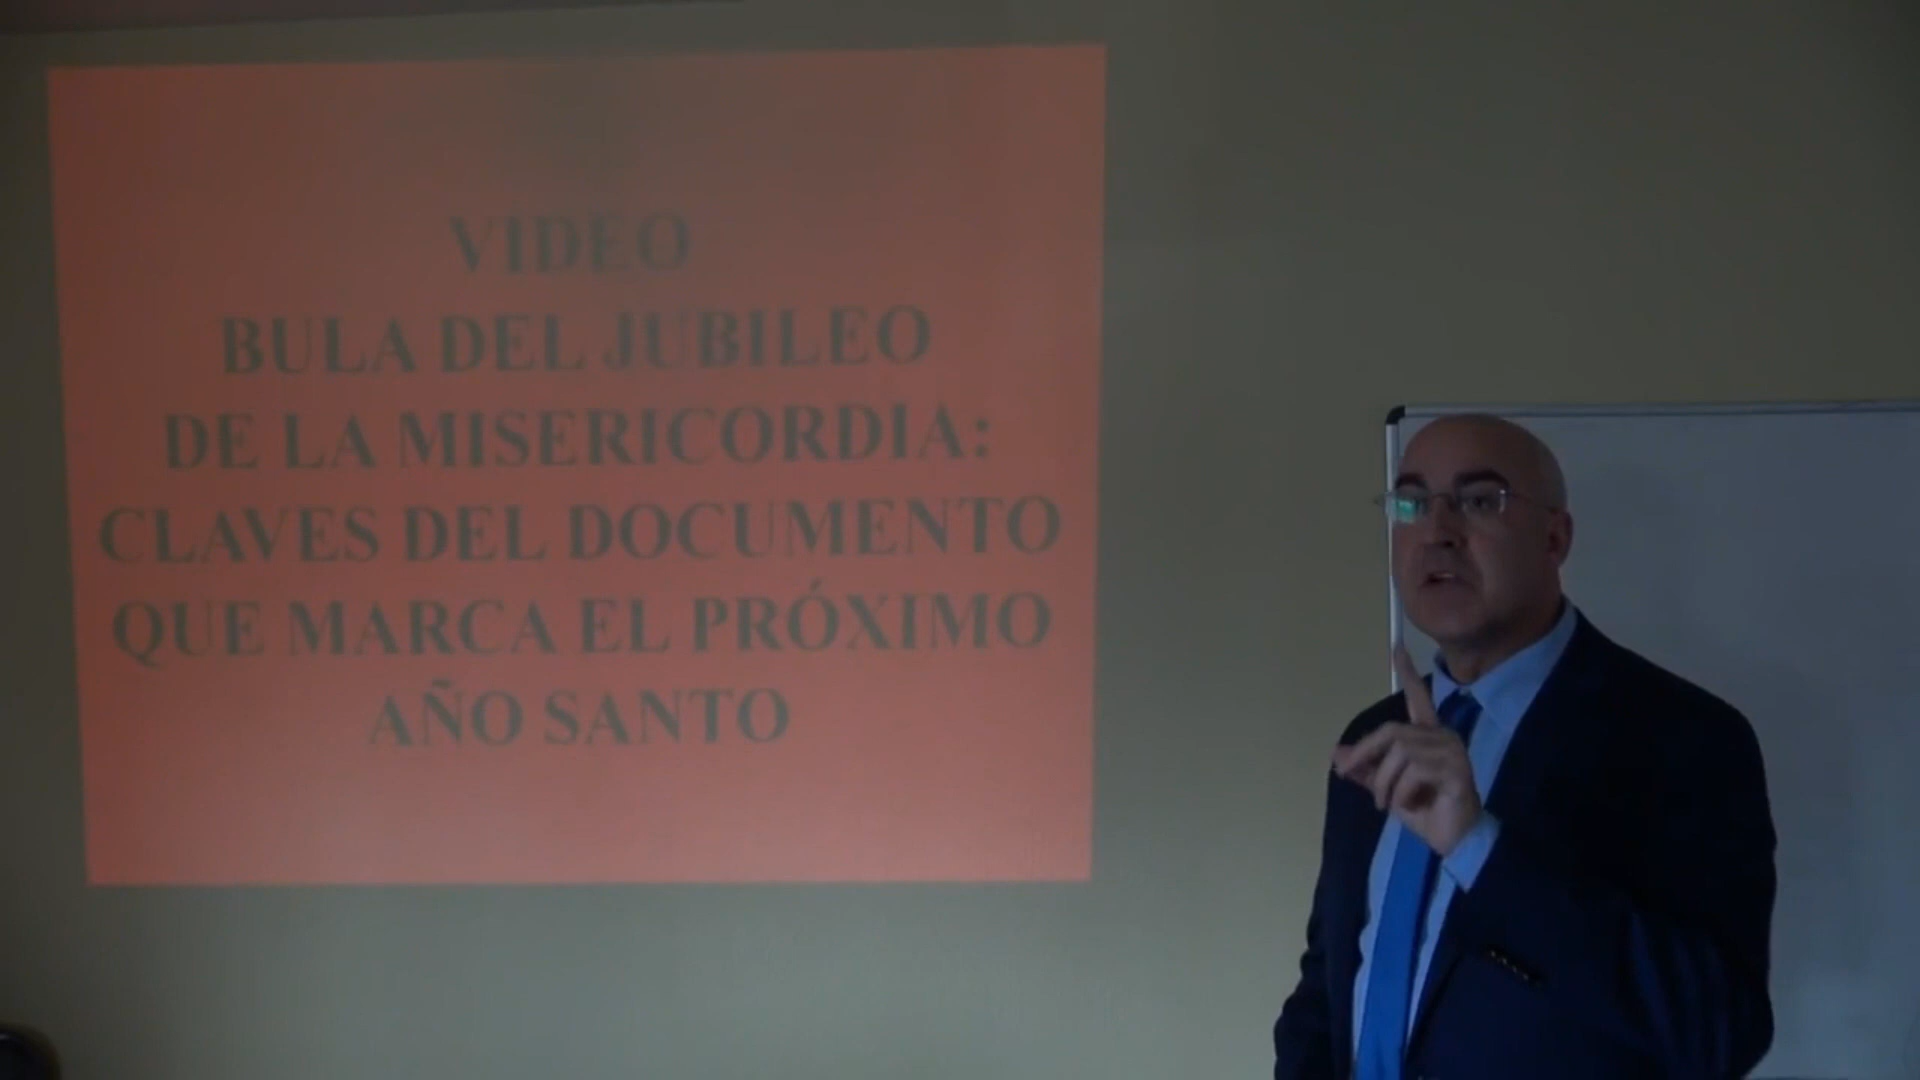 VIDEO
BULA DEL JUBILEO
DE LA MISERICORDIA:
CLAVES DEL DOCUMENTO
QUE MARCA EL PRÓXIMO
AÑO SANTO